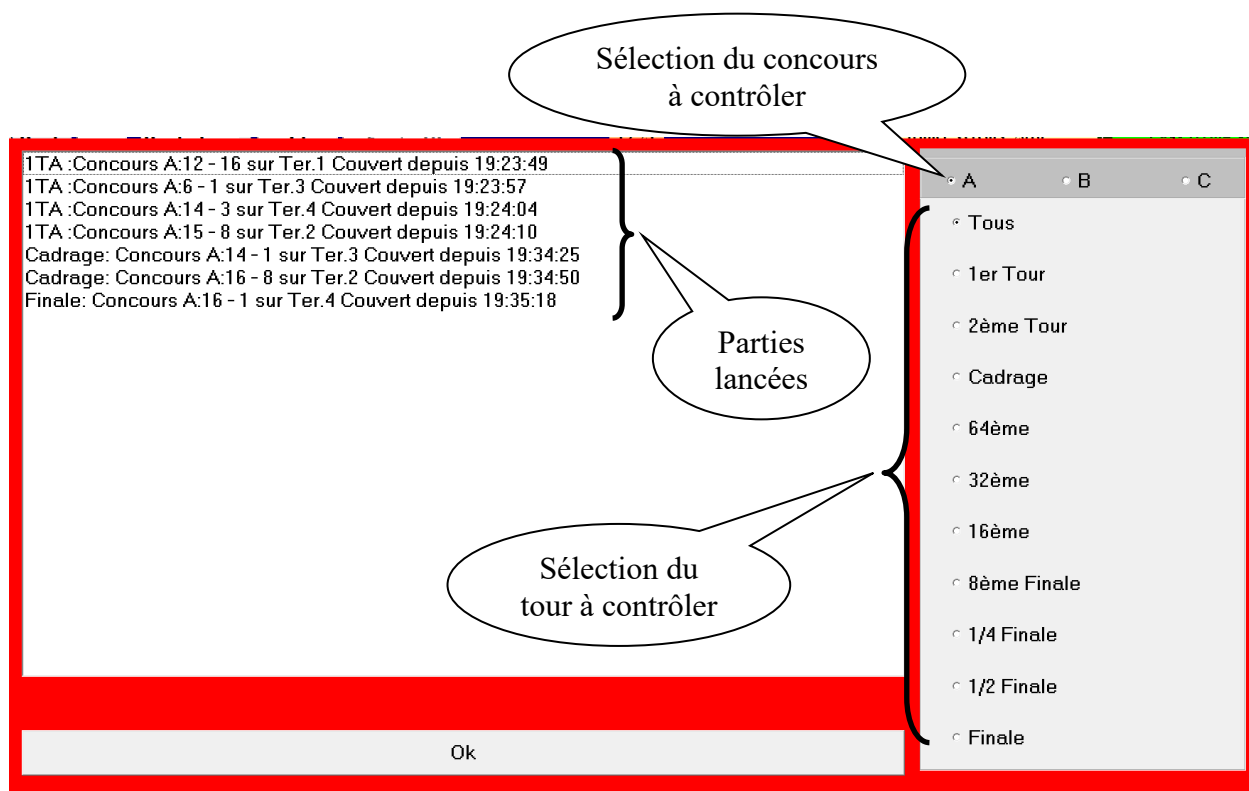 Sélection du concours
à contrôler
1TA :Concours A:12 - 16 sur Ter.1 Couvert depuis 19:23:49
1TA :Concours A:6 - 1 sur Ter.3 Couvert depuis 19:23:57
1TA :Concours A:14 - 3 sur Ter.4 Couvert depuis 19:24:04
1TA :Concours A:15 - 8 sur Ter.2 Couvert depuis 19:24:10
Cadrage: Concours A:14 - 1 sur Ter.3 Couvert depuis 19:34:25
Cadrage: Concours A:16 - 8 sur Ter.2 Couvert depuis 19:34:50
Finale: Concours A:16 - 1 sur Ter.4 Couvert depuis 19:35:18
Parties
lancées
Sélection du
tour à contrôler
Ok
A B C
Tous
1er Tour
2ème Tour
Cadrage
64ème
32ème
16ème
8ème Finale
1/4 Finale
1/2 Finale
Finale